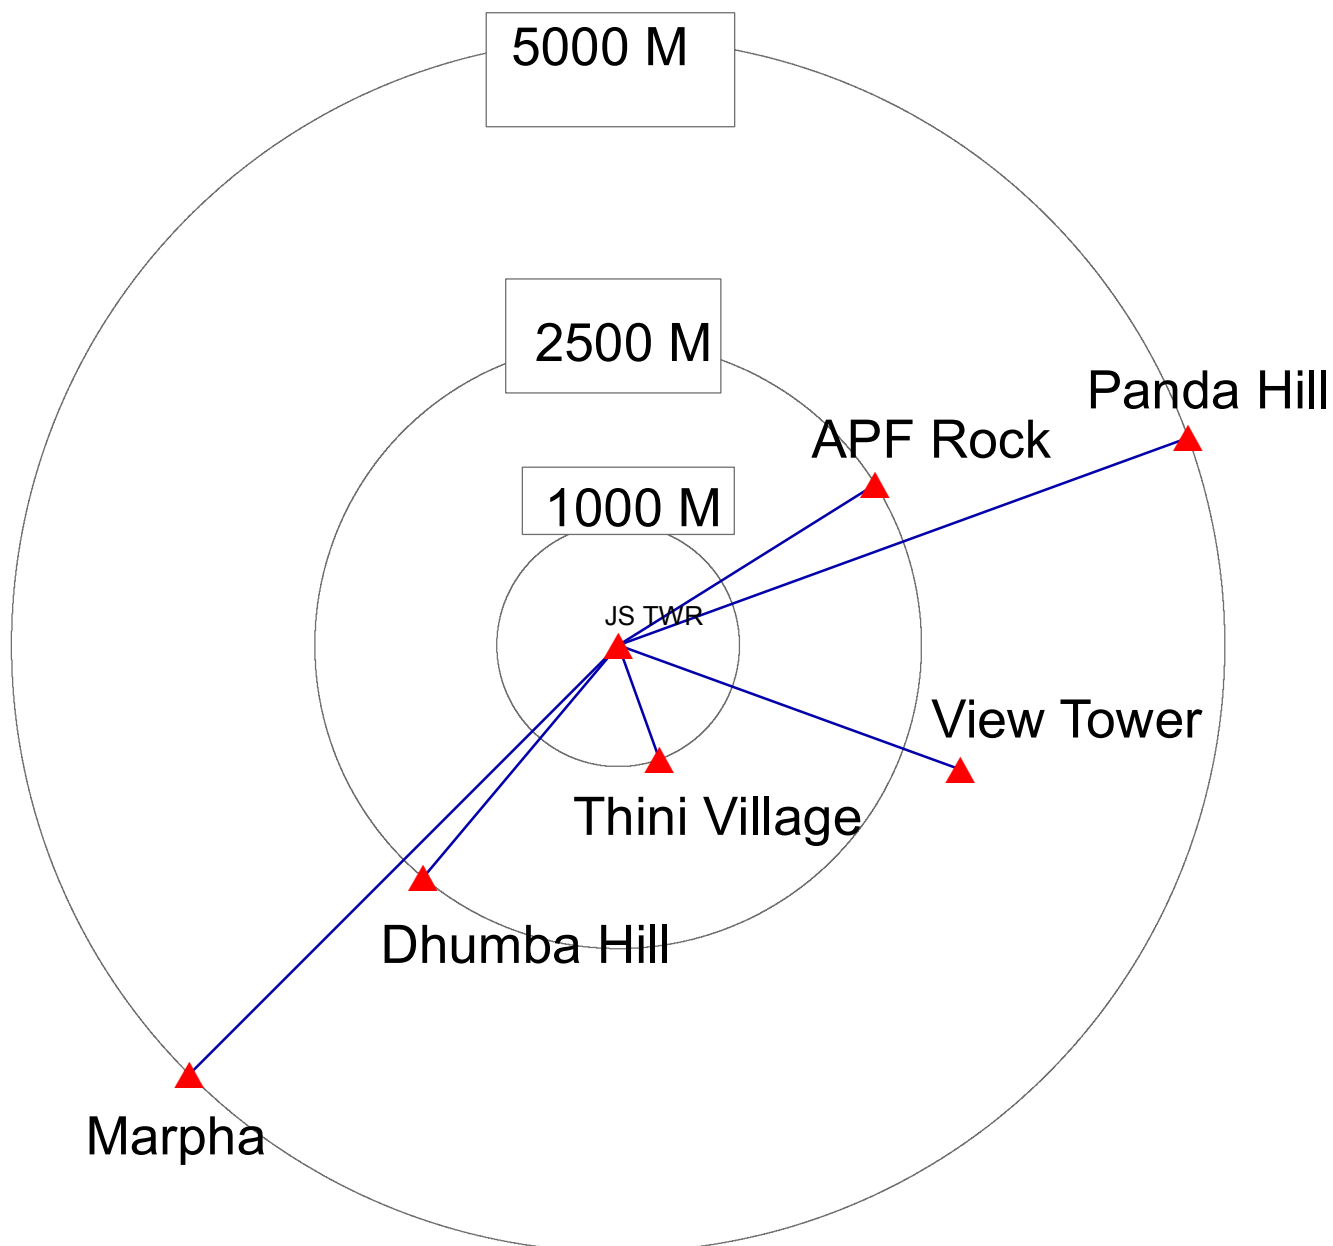 5000 M
2500 M
Panda Hill
APF Rock
1000 M
JS TWR
View Tower
Thini Village
Dhumba Hill
Marpha